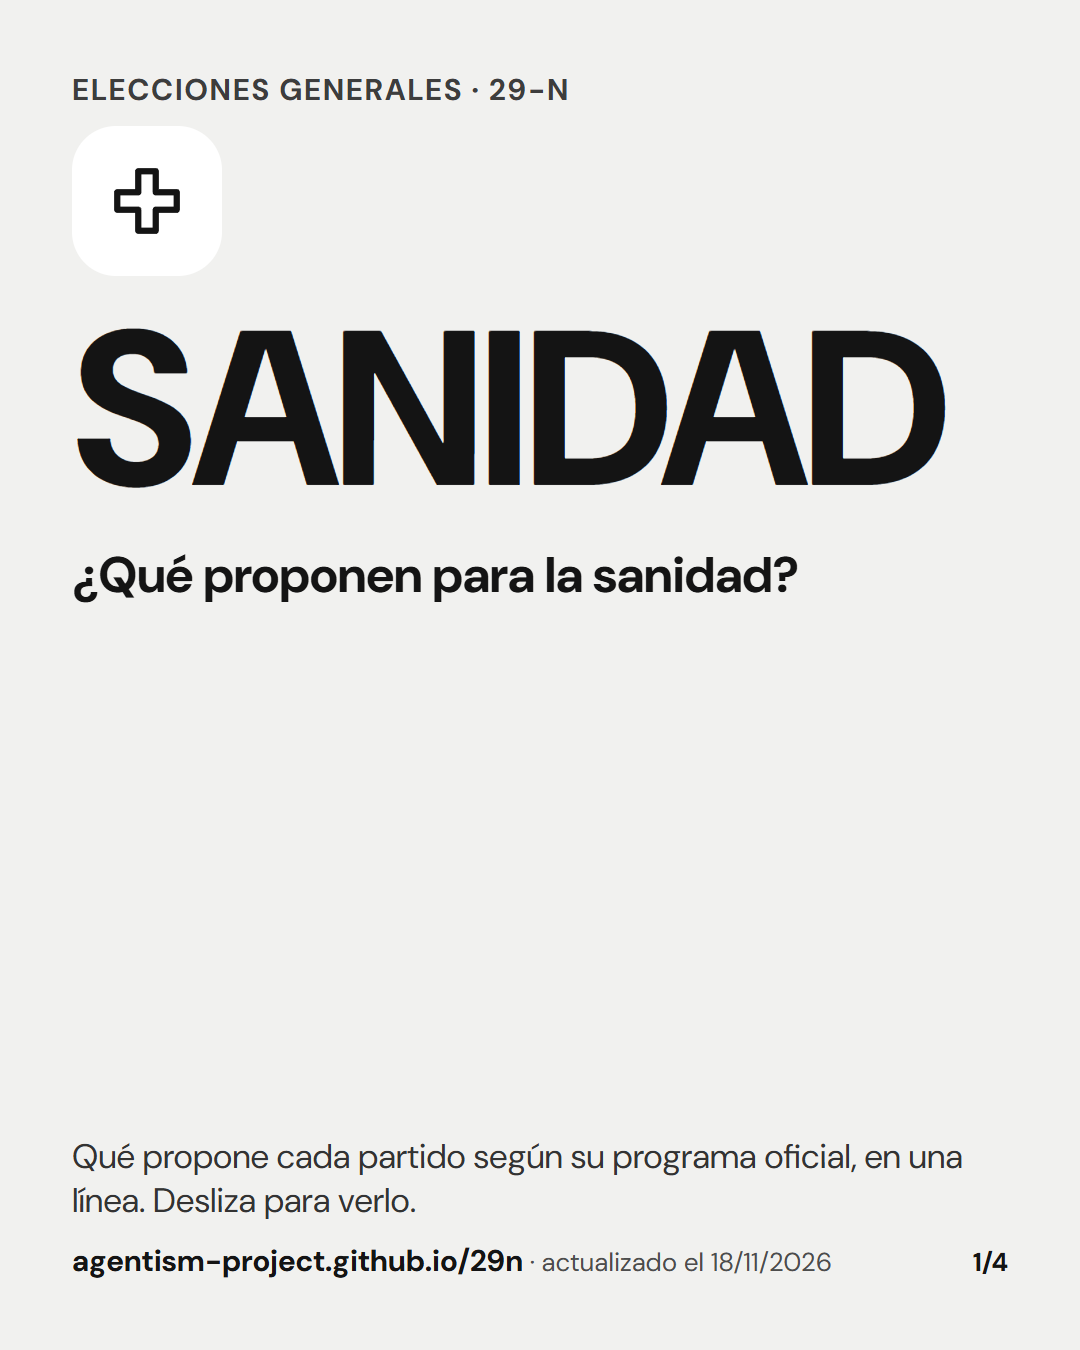 ELECCIONES GENERALES · 29-N
SANIDAD
¿Qué proponen para la sanidad?
Qué propone cada partido según su programa oficial, en una
línea. Desliza para verlo.
agentism-project.github.io/29n · actualizado el 18/11/2026 1/4